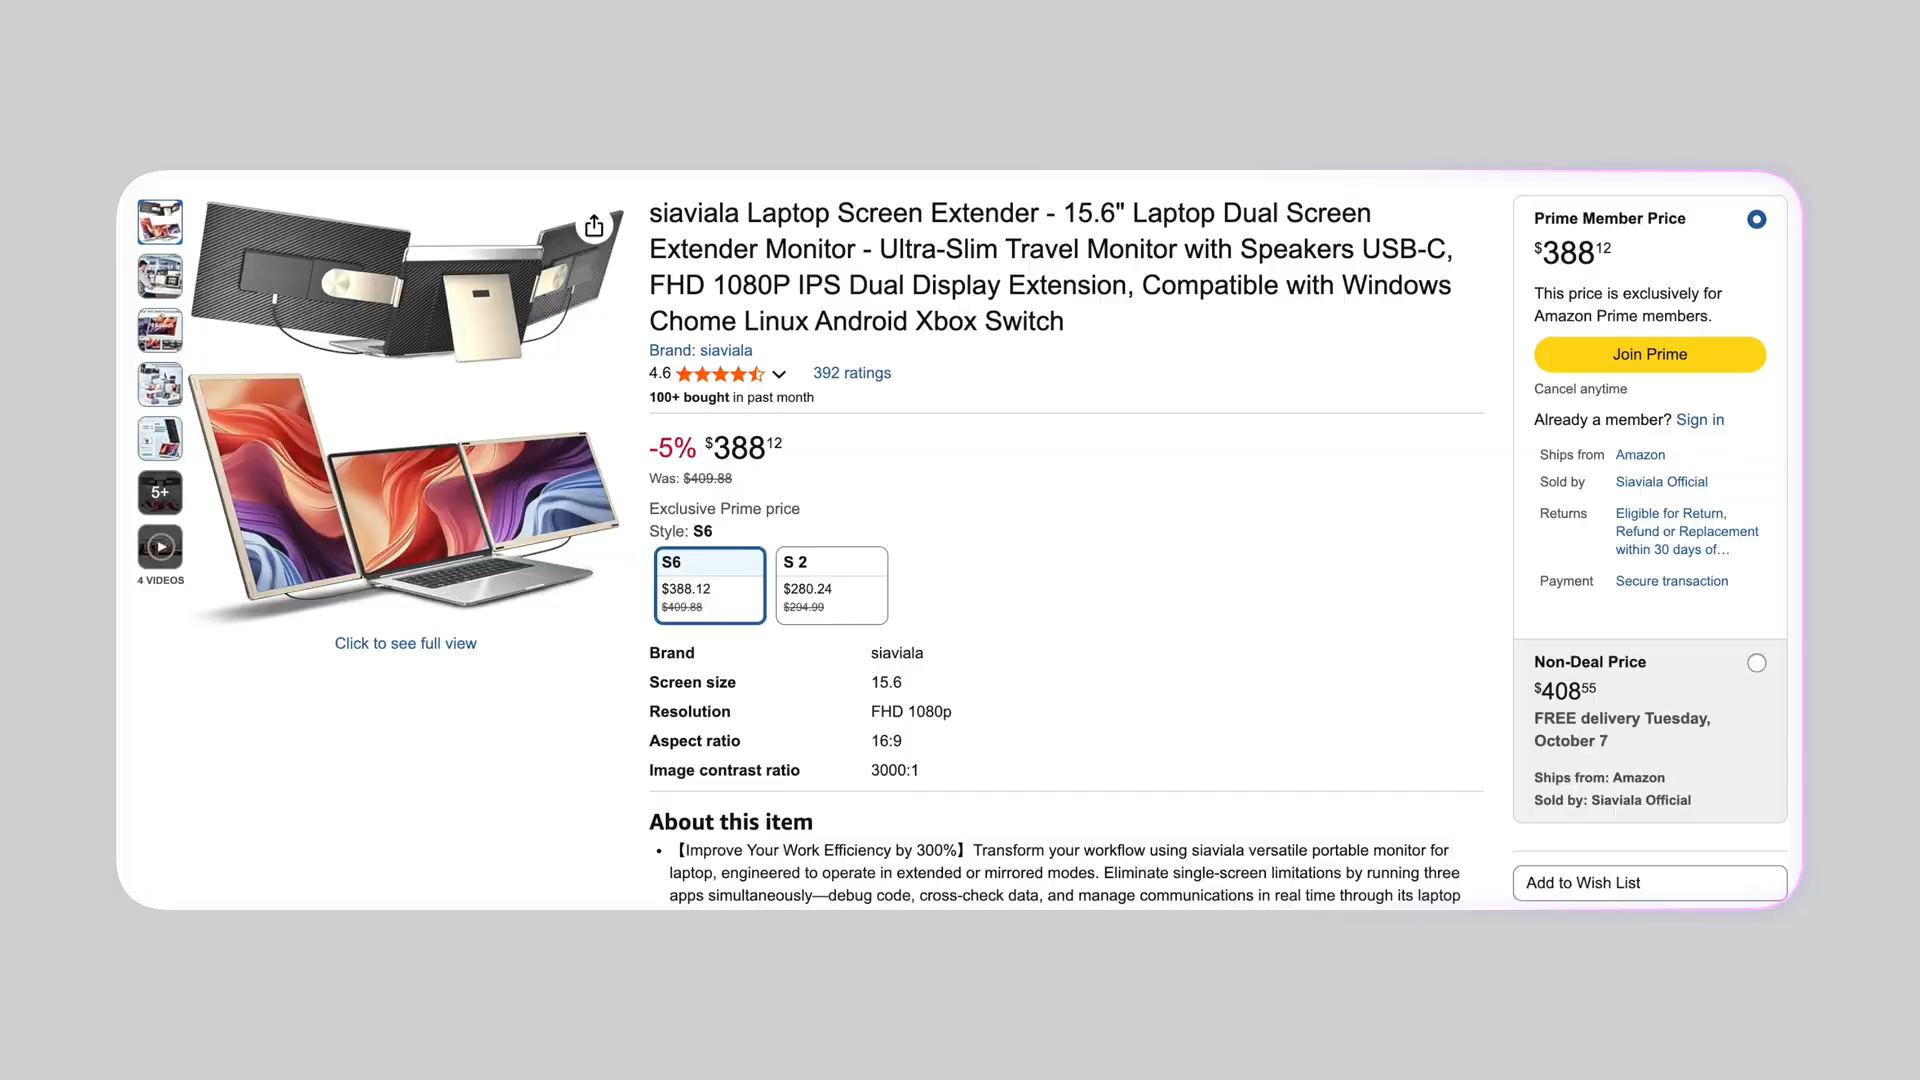 5+
4 VIDEOS
Click to see full view
siaviala Laptop Screen Extender - 15.6" Laptop Dual Screen
Extender Monitor - Ultra-Slim Travel Monitor with Speakers USB-C,
FHD 1080P IPS Dual Display Extension, Compatible with Windows
Chome Linux Android Xbox Switch
Brand: siaviala
4.6 392 ratings
100+ bought in past month
-5% $388 12
Was: $409.88
Exclusive Prime price
Style: S6
S6
$388.12
$409.88
S 2
$280.24
$294.99
Brand siaviala
Screen size 15.6
Resolution FHD 1080p
Aspect ratio 16:9
Image contrast ratio 3000:1
About this item
• 【Improve Your Work Efficiency by 300%】Transform your workflow using siaviala versatile portable monitor for
laptop, engineered to operate in extended or mirrored modes. Eliminate single-screen limitations by running three
apps simultaneously—debug code, cross-check data, and manage communications in real time through its laptop
Prime Member Price
$388 12
This price is exclusively for
Amazon Prime members.
Join Prime
Cancel anytime
Already a member? Sign in
Ships from Amazon
Sold by Siaviala Official
Returns Eligible for Return,
Refund or Replacement
within 30 days of…
Payment Secure transaction
Non-Deal Price
$408 55
FREE delivery Tuesday,
October 7
Ships from: Amazon
Sold by: Siaviala Official
Add to Wish List